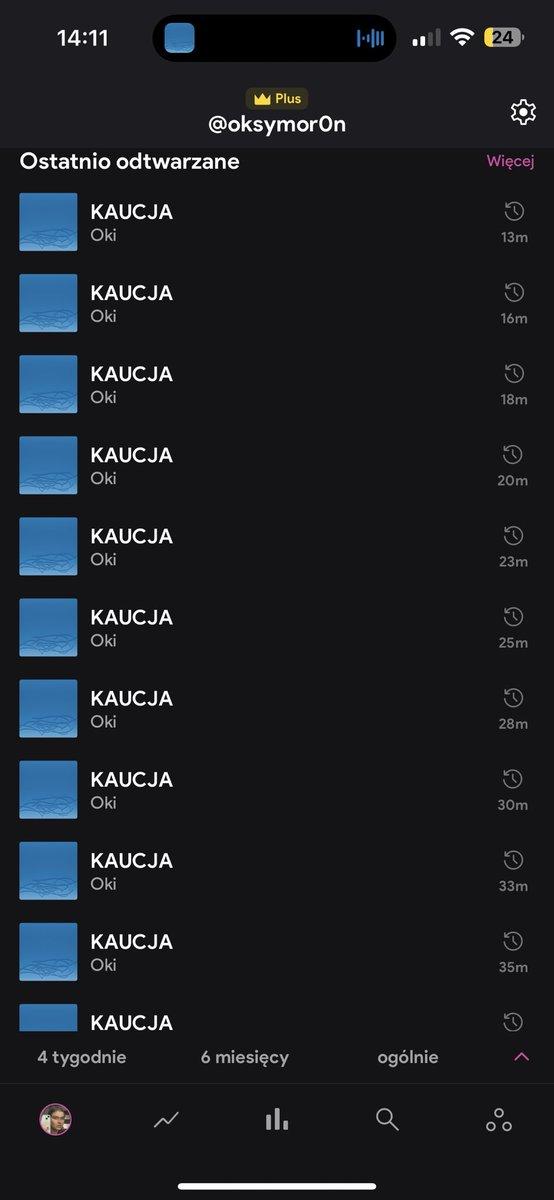 14:11
24
Plus
@oksymor0n
Ostatnio odtwarzane
Więcej
KAUCJA
Oki
13m
KAUCJA
Oki
16m
KAUCJA
Oki
18m
KAUCJA
Oki
20m
KAUCJA
Oki
23m
KAUCJA
Oki
25m
KAUCJA
Oki
28m
KAUCJA
Oki
30m
KAUCJA
Oki
33m
KAUCJA
Oki
35m
KAUCJA
4 tygodnie 6 miesięcy ogólnie